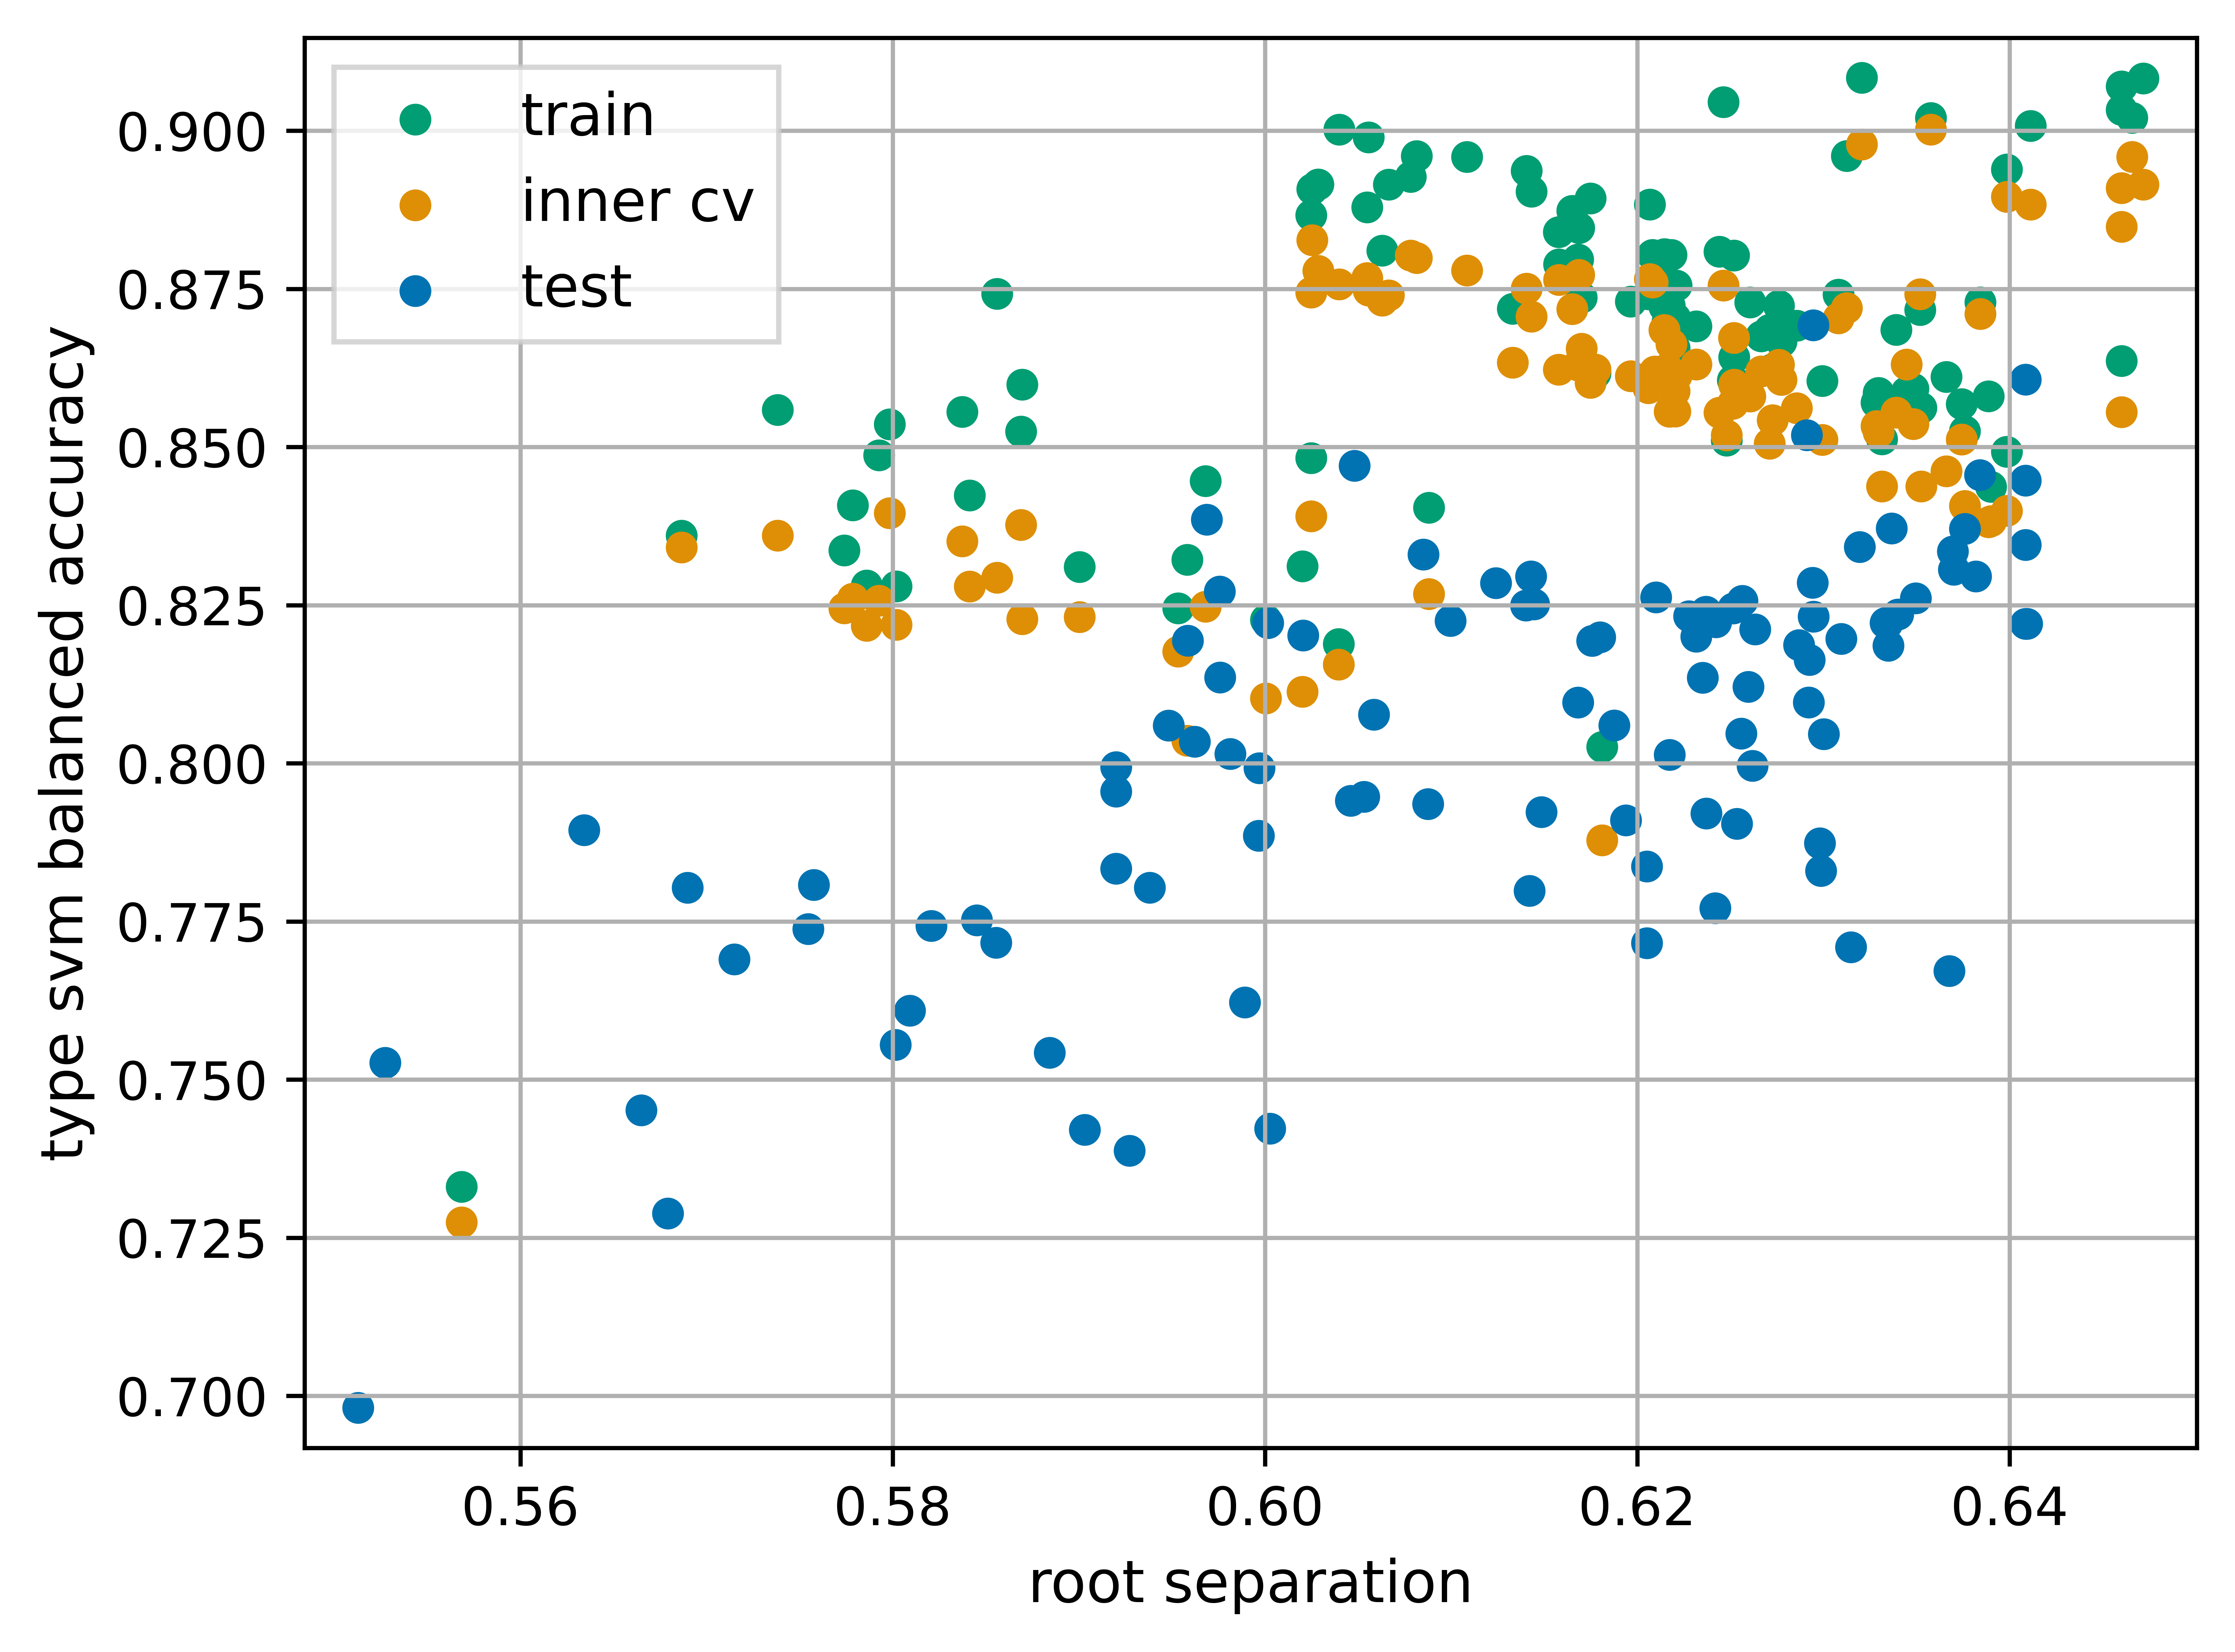 train
inner cv
test
0.900
0.875
0.850
0.825
0.800
0.775
0.750
0.725
0.700
type svm balanced accuracy
0.56 0.58 0.60 0.62 0.64
root separation